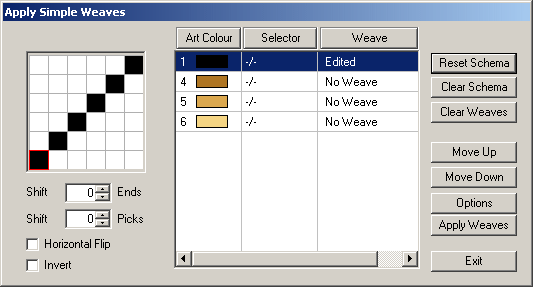 Apply Simple Weaves
Art Colour Selector Weave
1 -/- Edited
4 -/- No Weave
5 -/- No Weave
6 -/- No Weave
Shift 0 Ends
Shift 0 Picks
Horizontal Flip
Invert
Reset Schema
Clear Schema
Clear Weaves
Move Up
Move Down
Options
Apply Weaves
Exit